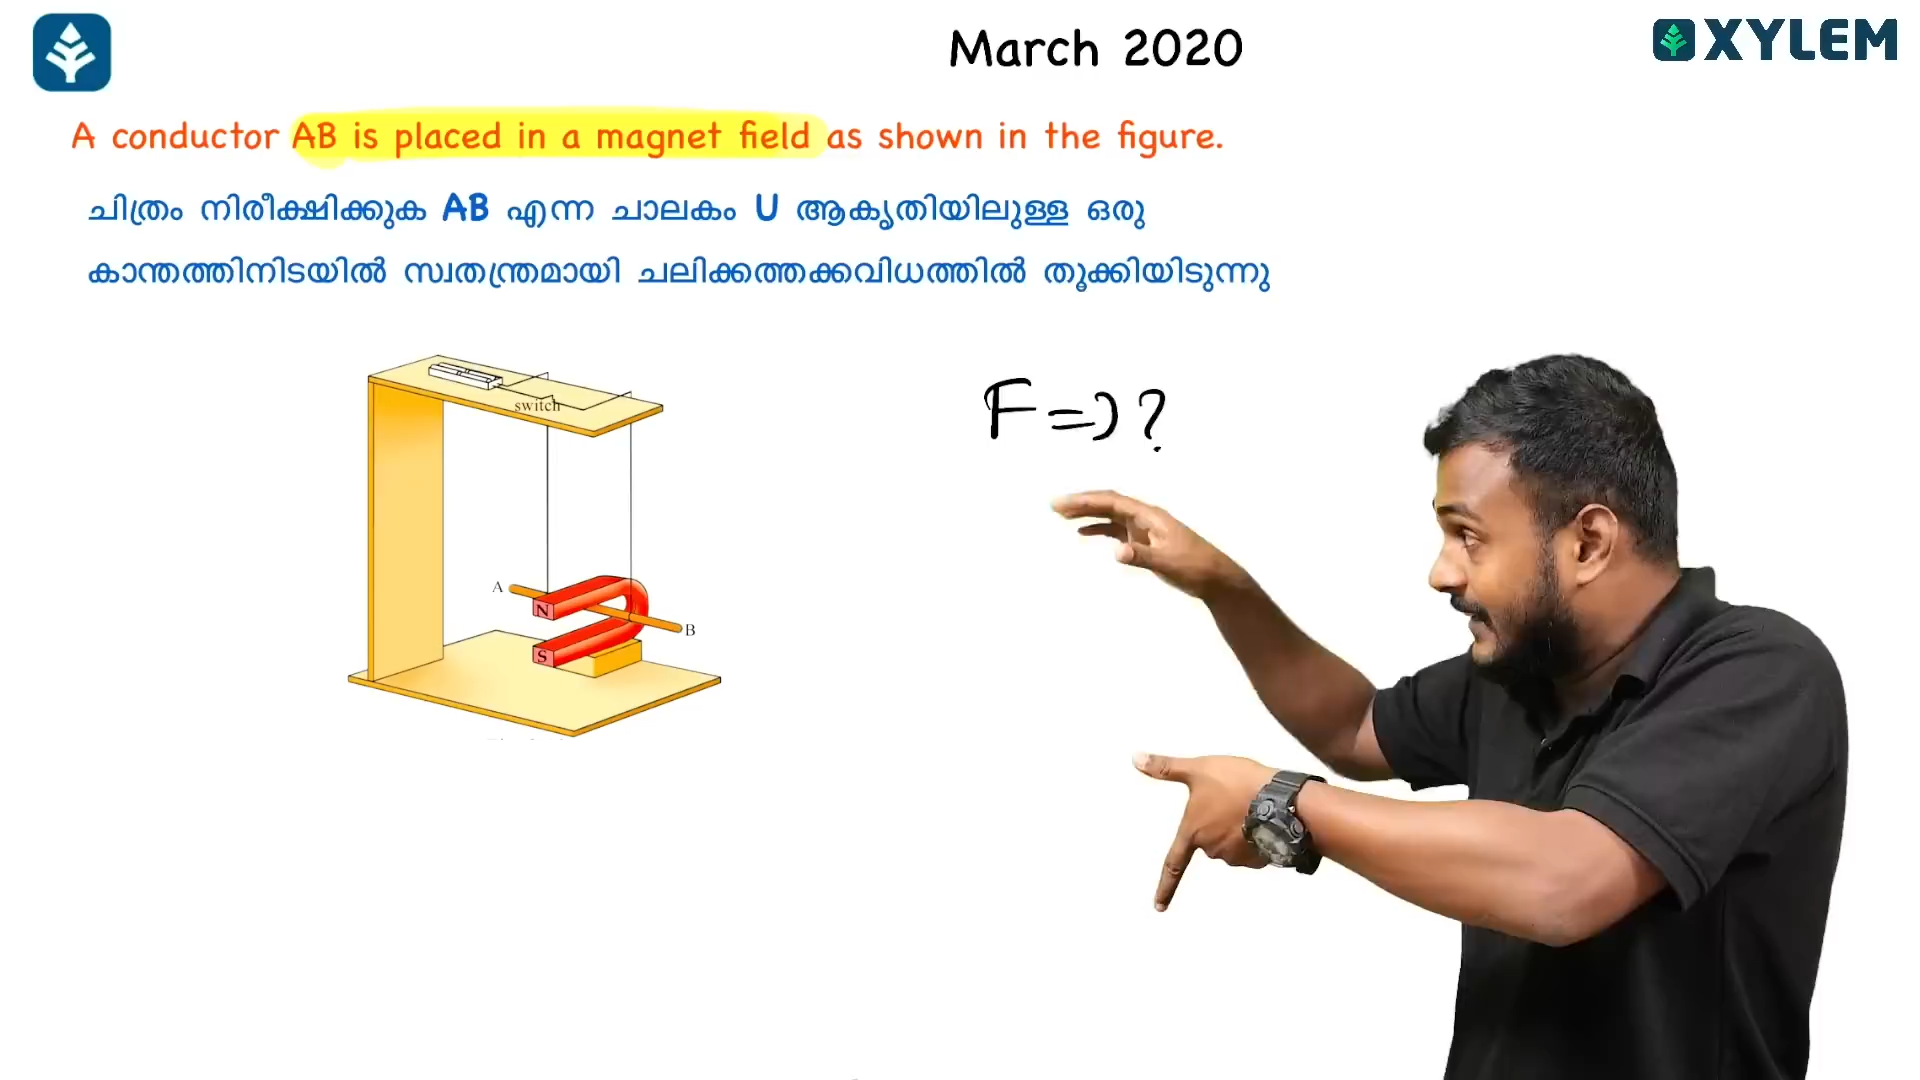 March 2020
XYLEM
A conductor AB is placed in a magnet field as shown in the figure.
ചിത്രം നിരീക്ഷിക്കുക AB എന്ന ചാലകം U ആകൃതിയിലുള്ള ഒരു
കാന്തത്തിനിടയിൽ സ്വതന്ത്രമായി ചലിക്കത്തക്കവിധത്തിൽ തൂക്കിയിടുന്നു
switch
F => ?
A
N
B
S